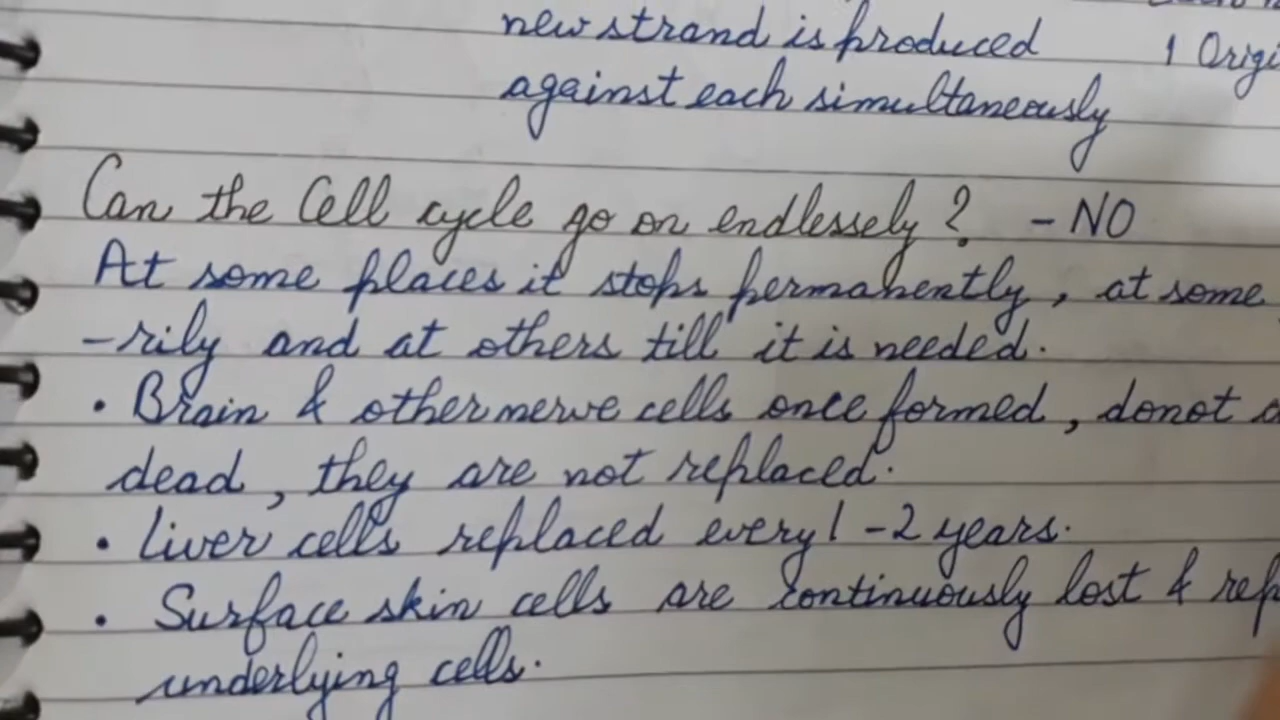 new strand is produced
1 Origi
against each simultaneously
Can the Cell cycle go on endlessely? - NO
At some places it stops permanently, at some
-rily and at others till it is needed.
• Brain & other nerve cells once formed, donot
dead, they are not replaced.
• Liver cells replaced every 1-2 years.
• Surface skin cells are continuously lost & rep
underlying cells.